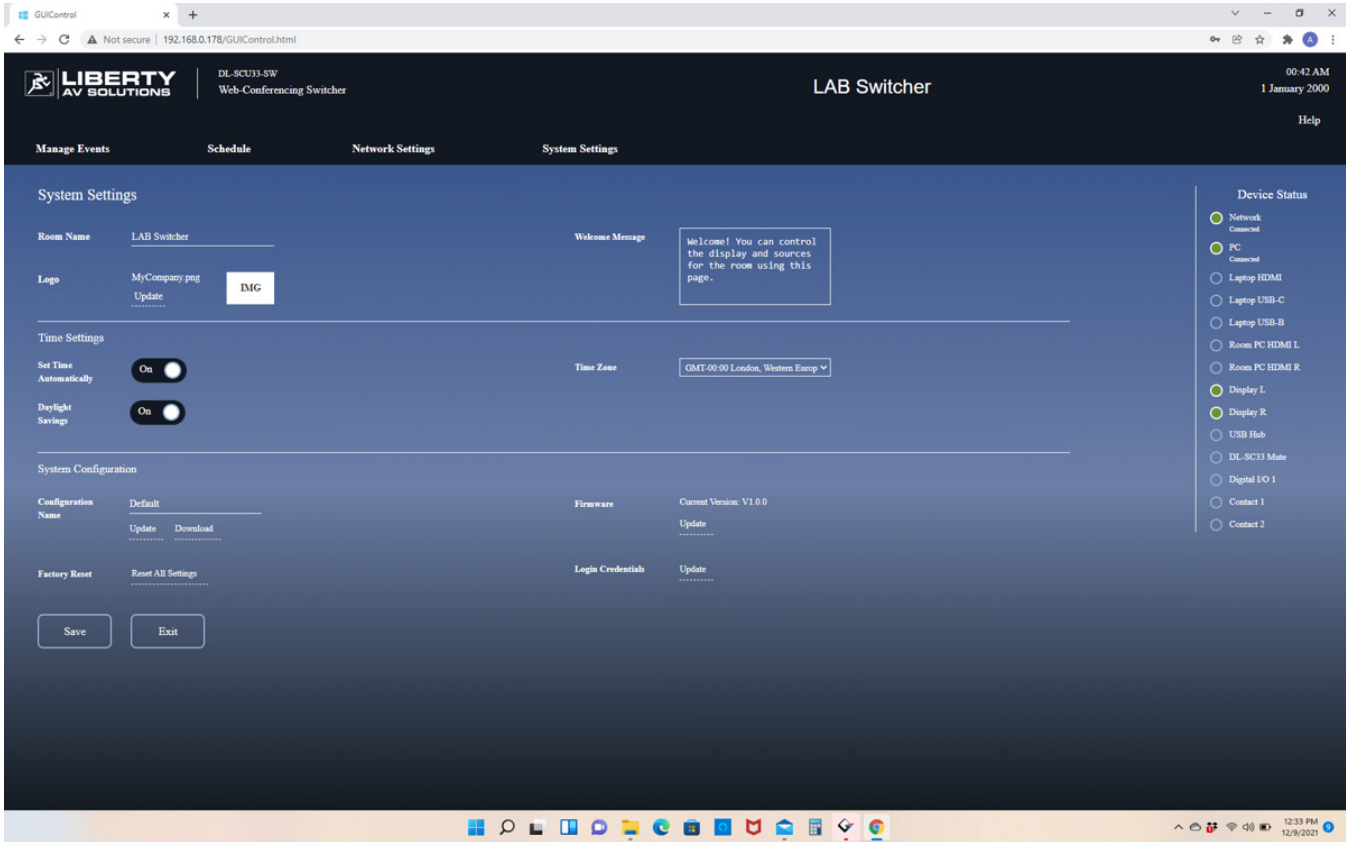 GUIControl
Not secure | 192.168.0.178/GUIControl.html
A
LIBERTY
AV SOLUTIONS
DL-SCU33-SW
Web-Conferencing Switcher
LAB Switcher
00:42 AM
1 January 2000
Help
Manage Events Schedule Network Settings System Settings
System Settings
Room Name LAB Switcher
Logo MyCompany.png
Update
IMG
Welcome Message
Welcome! You can control
the display and sources
for the room using this
page.
Time Settings
Set Time
Automatically
On
Time Zone GMT-00:00 London, Western Europ
Daylight
Savings
On
System Configuration
Configuration
Name
Default
Update Download
Firmware Current Version: V1.0.0
Update
Factory Reset Reset All Settings
Login Credentials Update
Save Exit
Device Status
Network
Connected
PC
Connected
Laptop HDMI
Laptop USB-C
Laptop USB-B
Room PC HDMI L
Room PC HDMI R
Display L
Display R
USB Hub
DL-SC33 Mute
Digital I/O 1
Contact 1
Contact 2
12:33 PM
12/9/2021
9